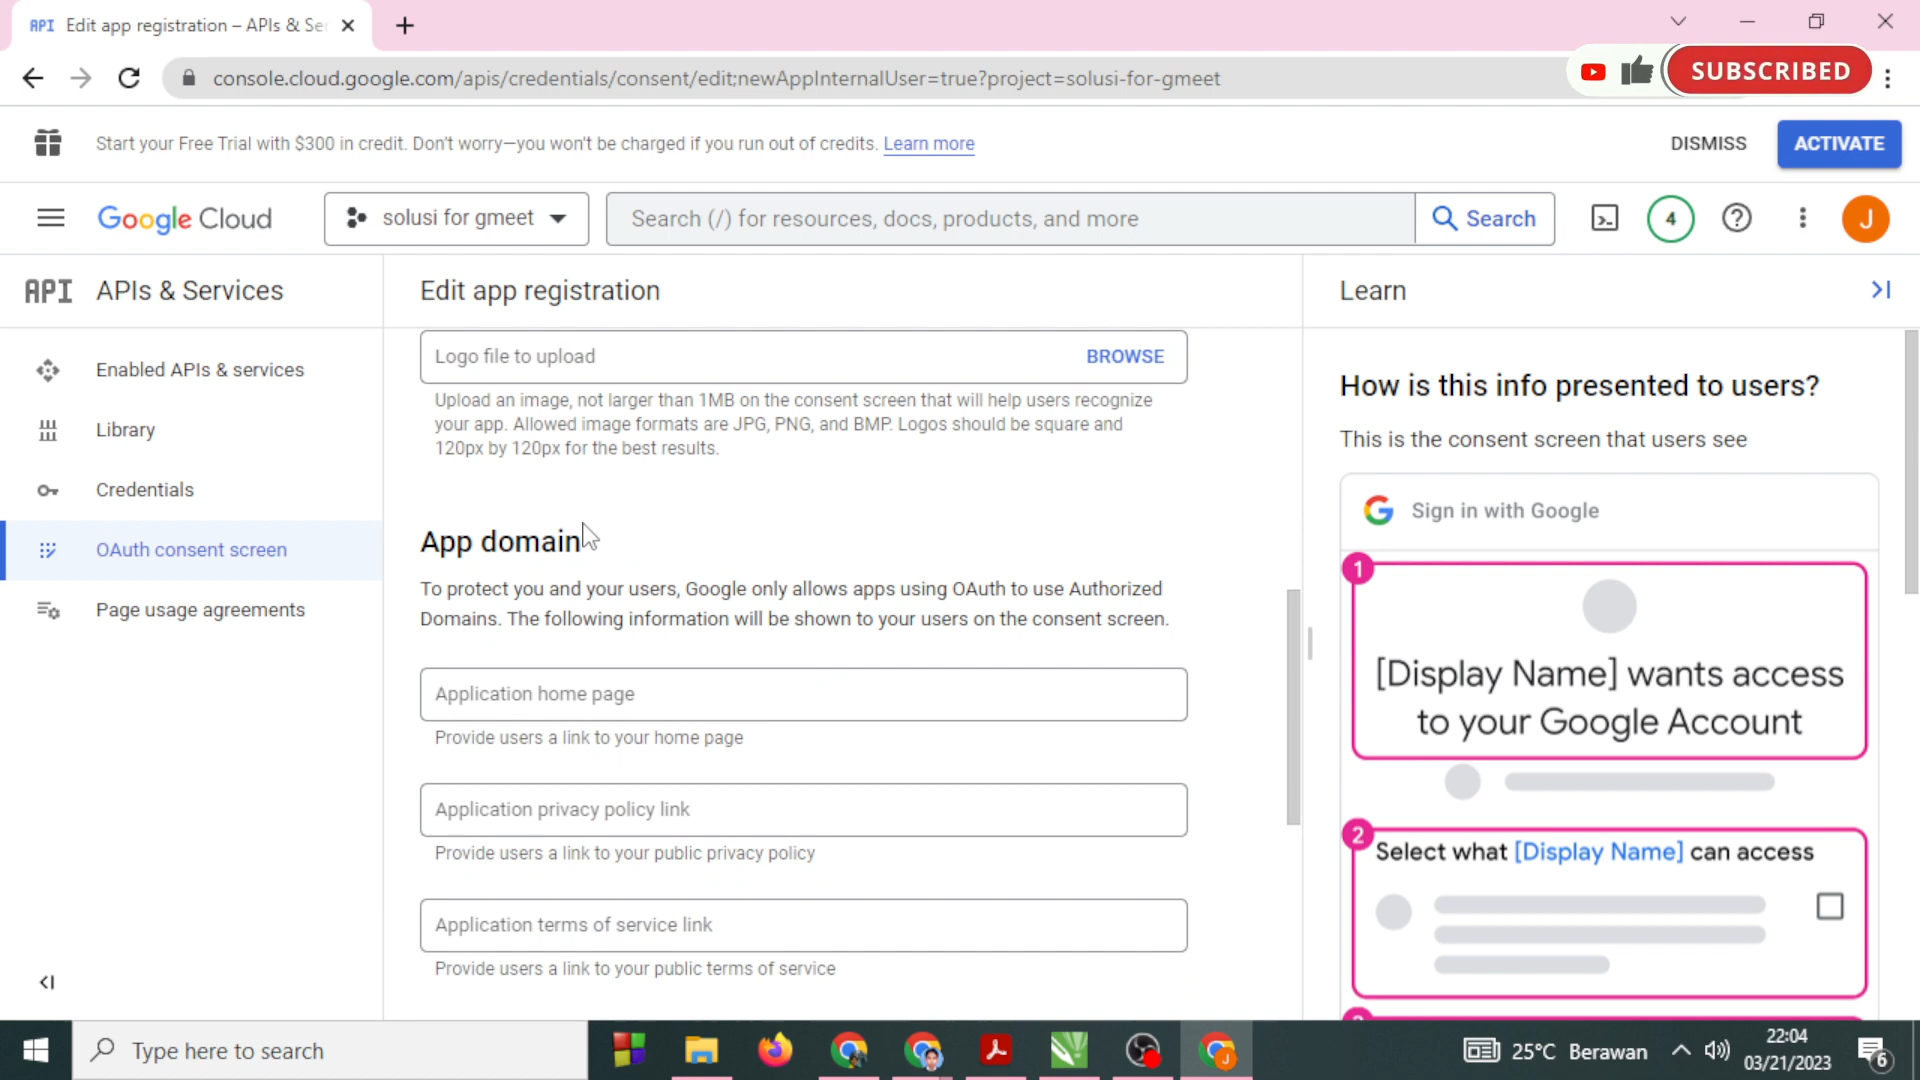 API Edit app registration – APIs & Ser
console.cloud.google.com/apis/credentials/consent/edit;newAppInternalUser=true?project=solusi-for-gmeet
SUBSCRIBED
Start your Free Trial with $300 in credit. Don't worry—you won't be charged if you run out of credits. Learn more
DISMISS
ACTIVATE
Google Cloud
solusi for gmeet
Search (/) for resources, docs, products, and more
Search
4
J
API APIs & Services
Enabled APIs & services
Library
Credentials
OAuth consent screen
Page usage agreements
Edit app registration
Logo file to upload
BROWSE
Upload an image, not larger than 1MB on the consent screen that will help users recognize
your app. Allowed image formats are JPG, PNG, and BMP. Logos should be square and
120px by 120px for the best results.
App domain
To protect you and your users, Google only allows apps using OAuth to use Authorized
Domains. The following information will be shown to your users on the consent screen.
Application home page
Provide users a link to your home page
Application privacy policy link
Provide users a link to your public privacy policy
Application terms of service link
Provide users a link to your public terms of service
Learn
How is this info presented to users?
This is the consent screen that users see
G Sign in with Google
1
[Display Name] wants access
to your Google Account
2
Select what [Display Name] can access
Type here to search
J
25°C Berawan
22:04
03/21/2023
6